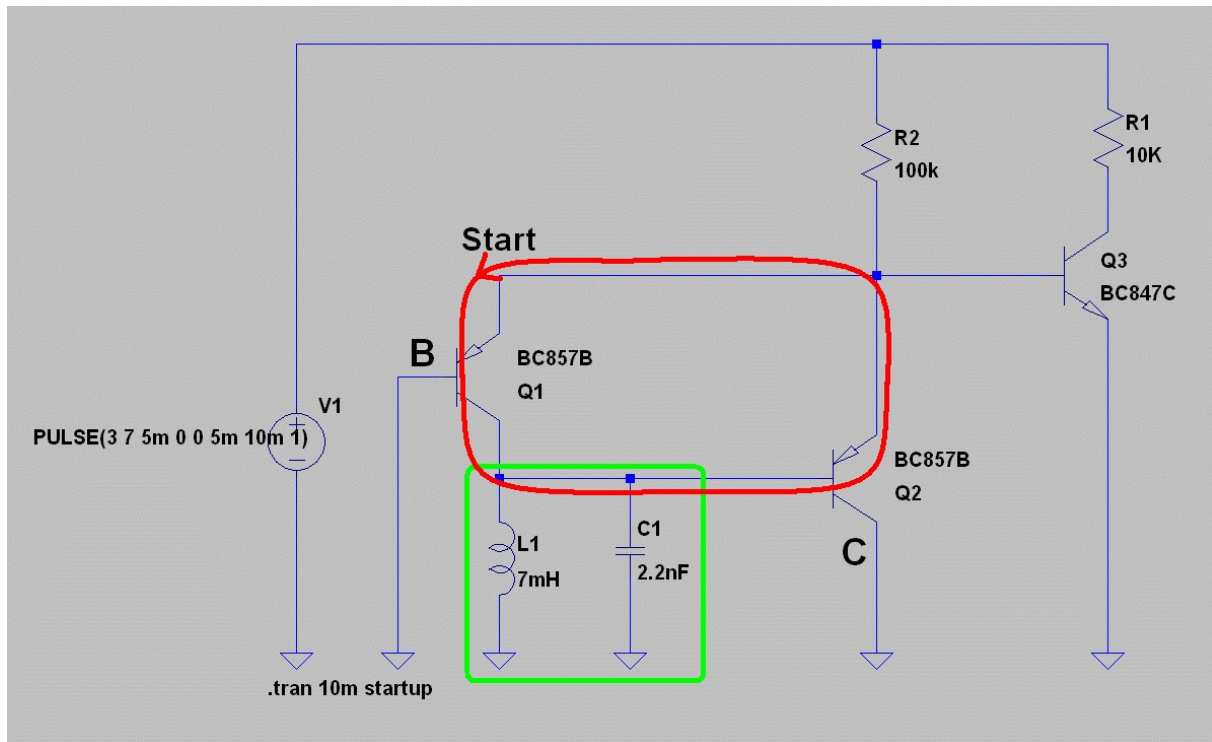 R1
10K
R2
100k
Start
Q3
BC847C
B
BC857B
Q1
V1
PULSE(3 7 5m 0 0 5m 10m 1)
BC857B
Q2
L1
7mH
C1
2.2nF
C
.tran 10m startup